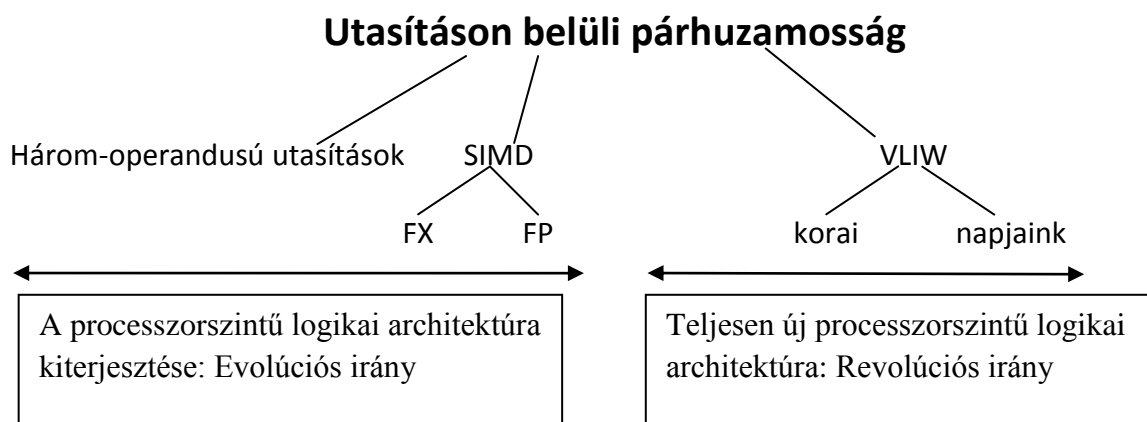 Utasításon belüli párhuzamosság
Három-operandusú utasítások SIMD VLIW
FX FP korai napjaink
A processzorszintű logikai architektúra
kiterjesztése: Evolúciós irány
Teljesen új processzorszintű logikai
architektúra: Revolúciós irány